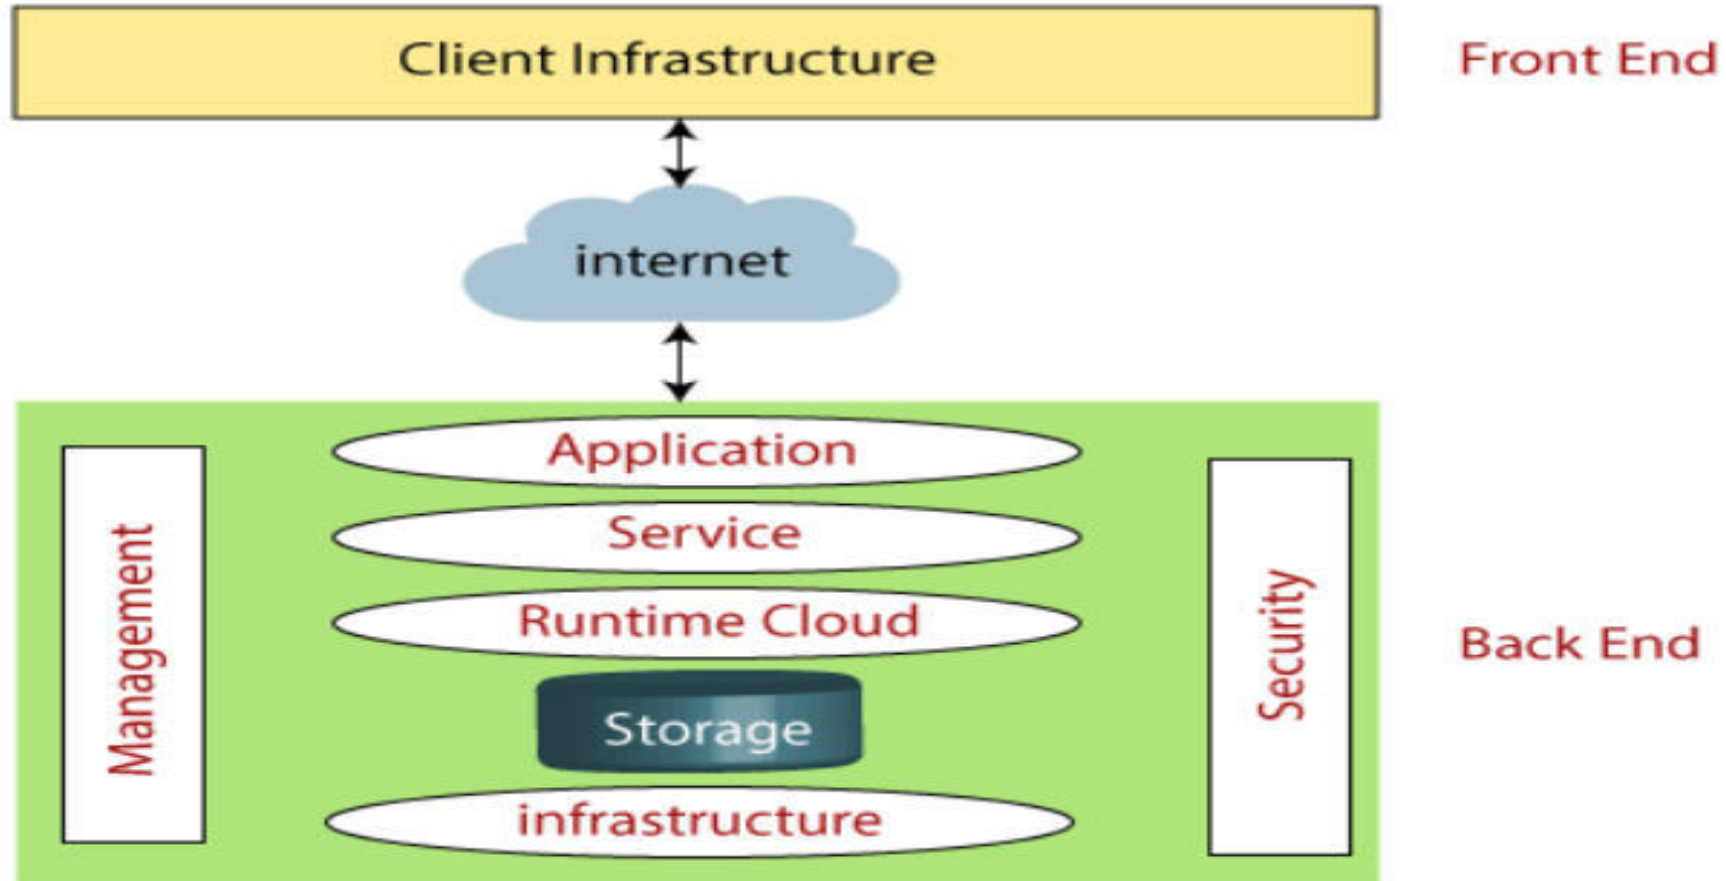 Client Infrastructure
Front End
internet
Application
Service
Runtime Cloud
Storage
infrastructure
Management
Security
Back End